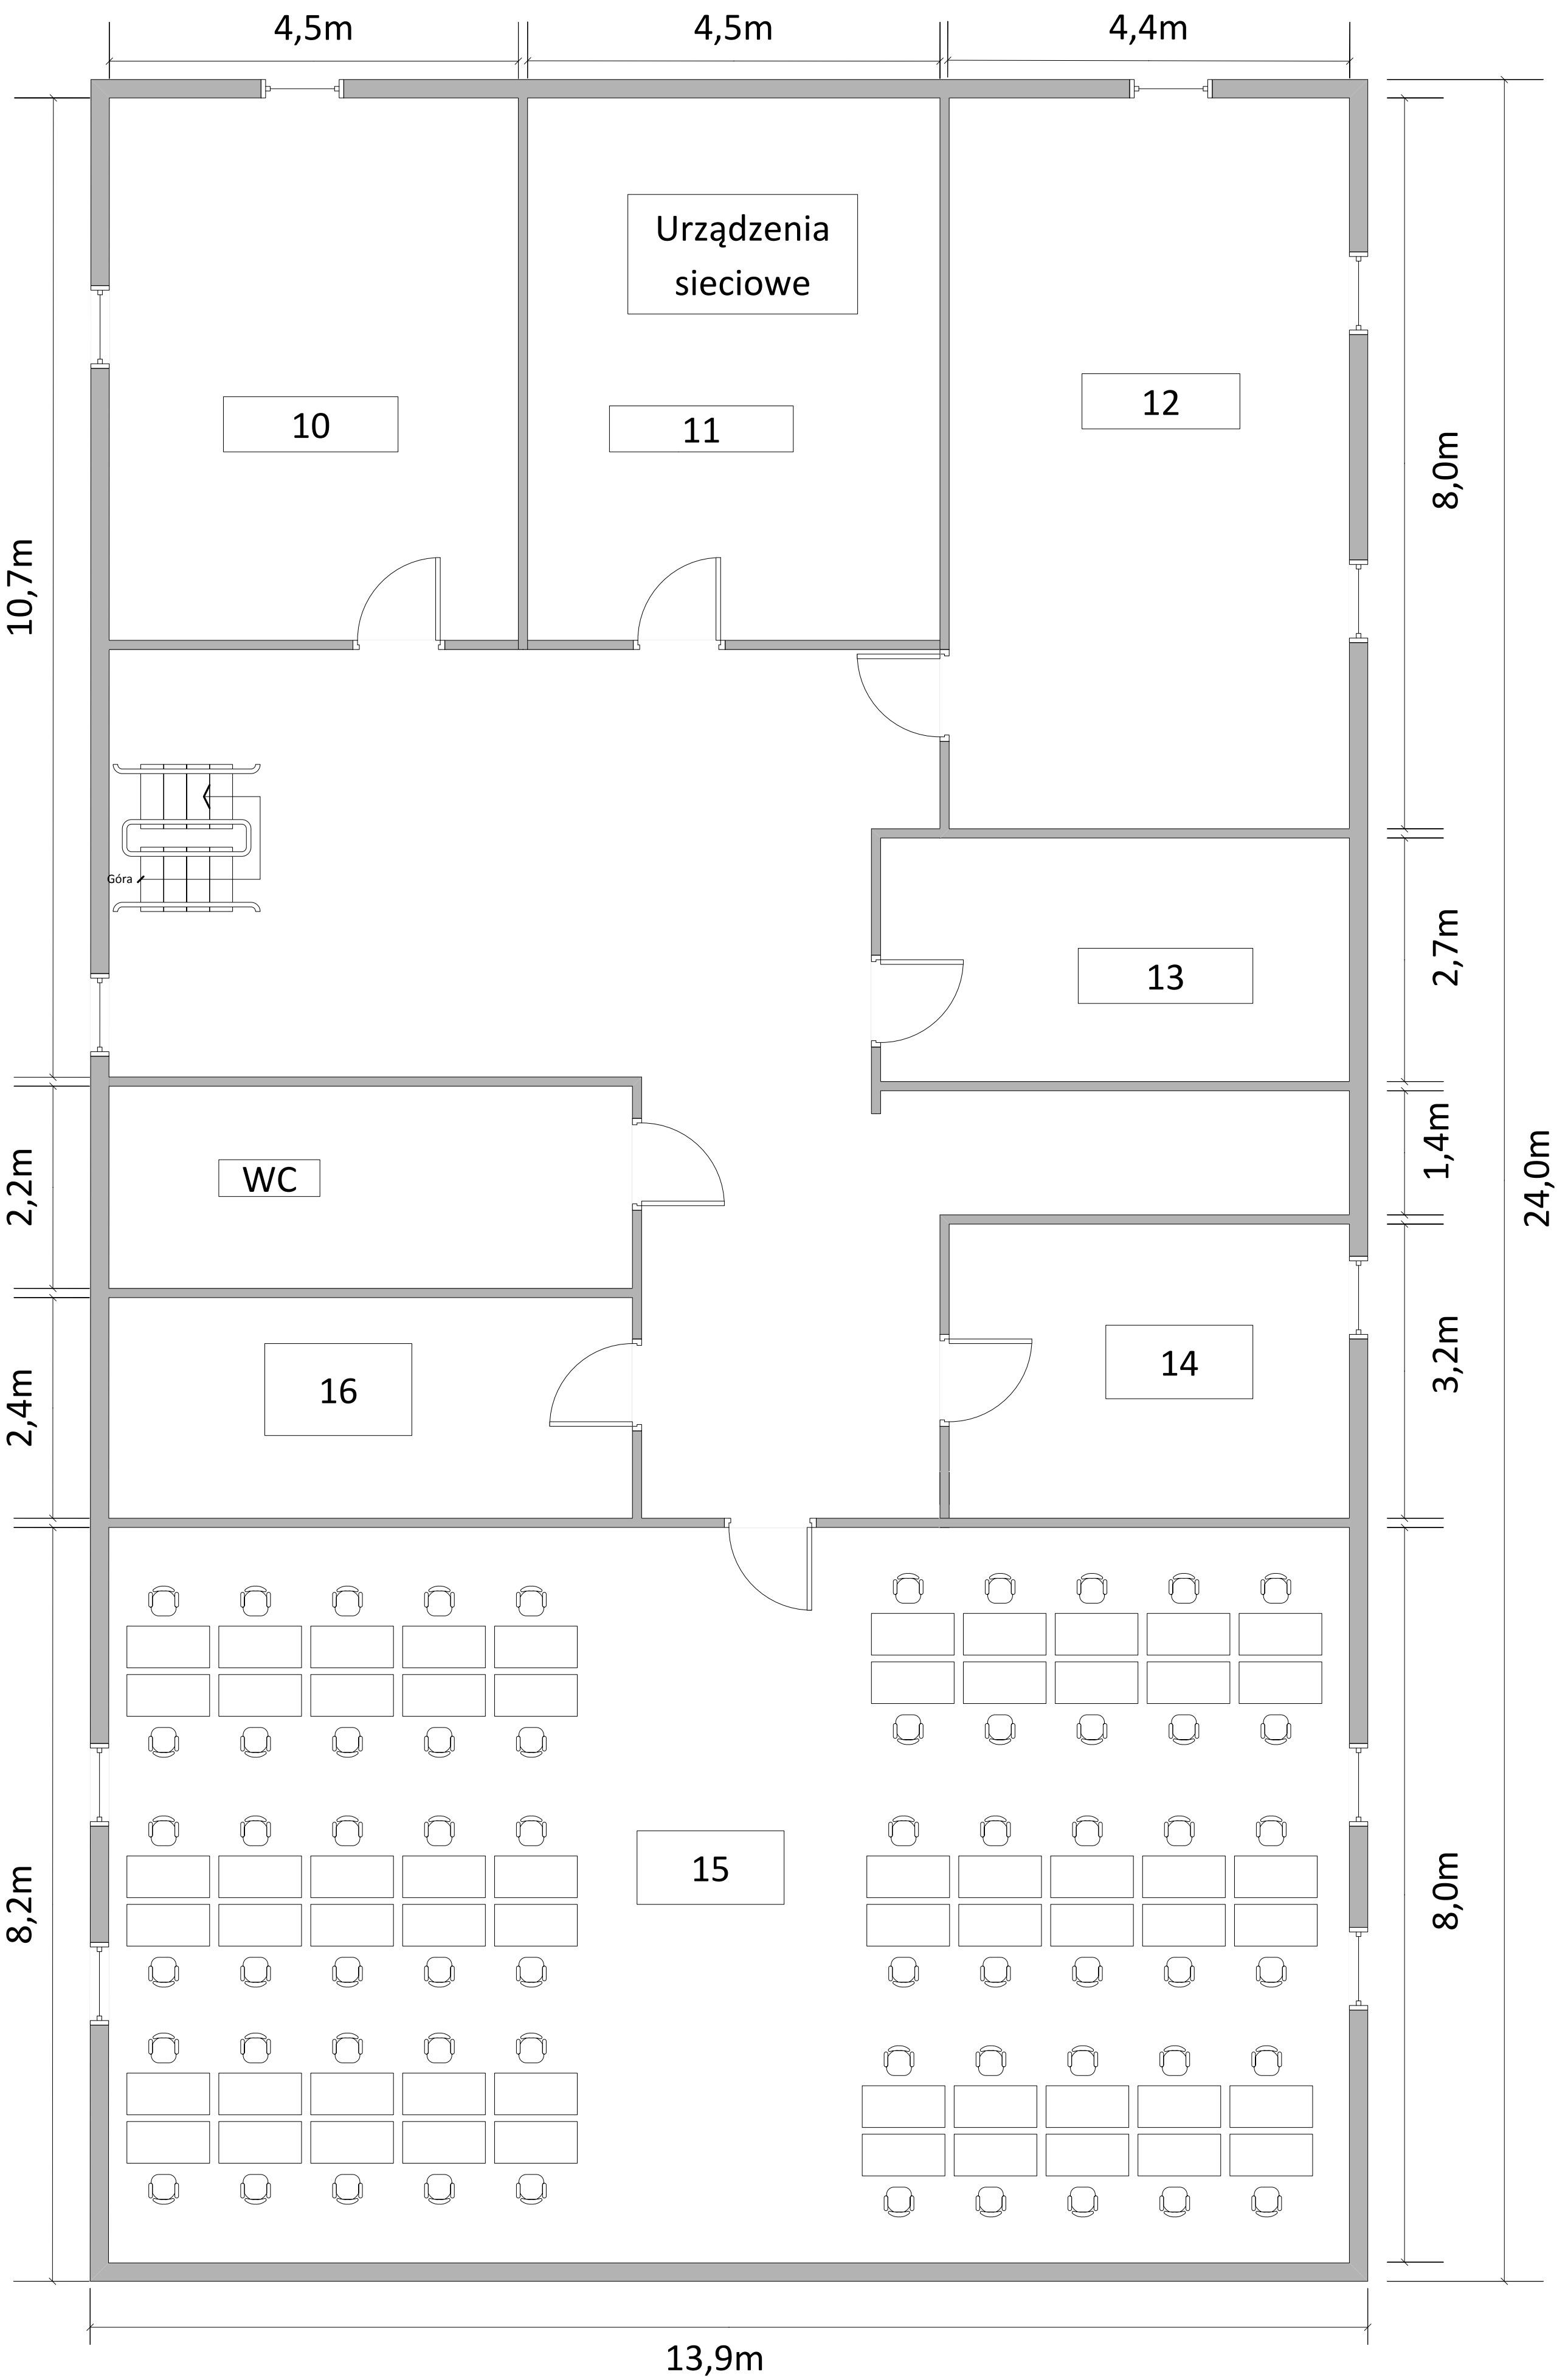 4,5m
4,5m
4,4m
Urządzenia
sieciowe
10
11
12
8,0m
10,7m
Góra
13
2,7m
WC
2,2m
1,4m
24,0m
16
14
2,4m
3,2m
15
8,2m
8,0m
13,9m